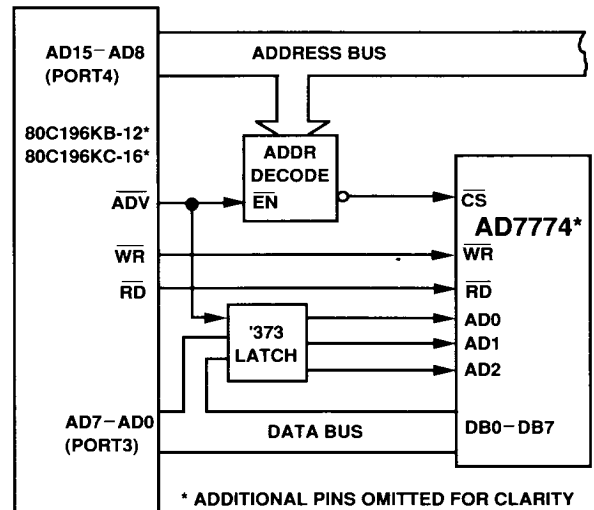 AD15-AD8
(PORT4)
ADDRESS BUS
80C196KB-12*
80C196KC-16*
ADDR
DECODE
ADV
EN
CS
AD7774*
WR
WR
RD
RD
'373
LATCH
AD0
AD1
AD2
AD7-AD0
(PORT3)
DATA BUS
DB0-DB7
* ADDITIONAL PINS OMITTED FOR CLARITY